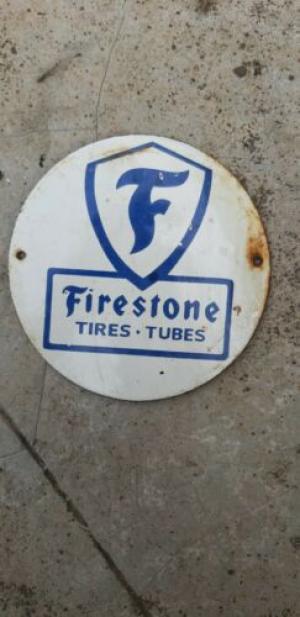 F
Firestone
TIRES · TUBES